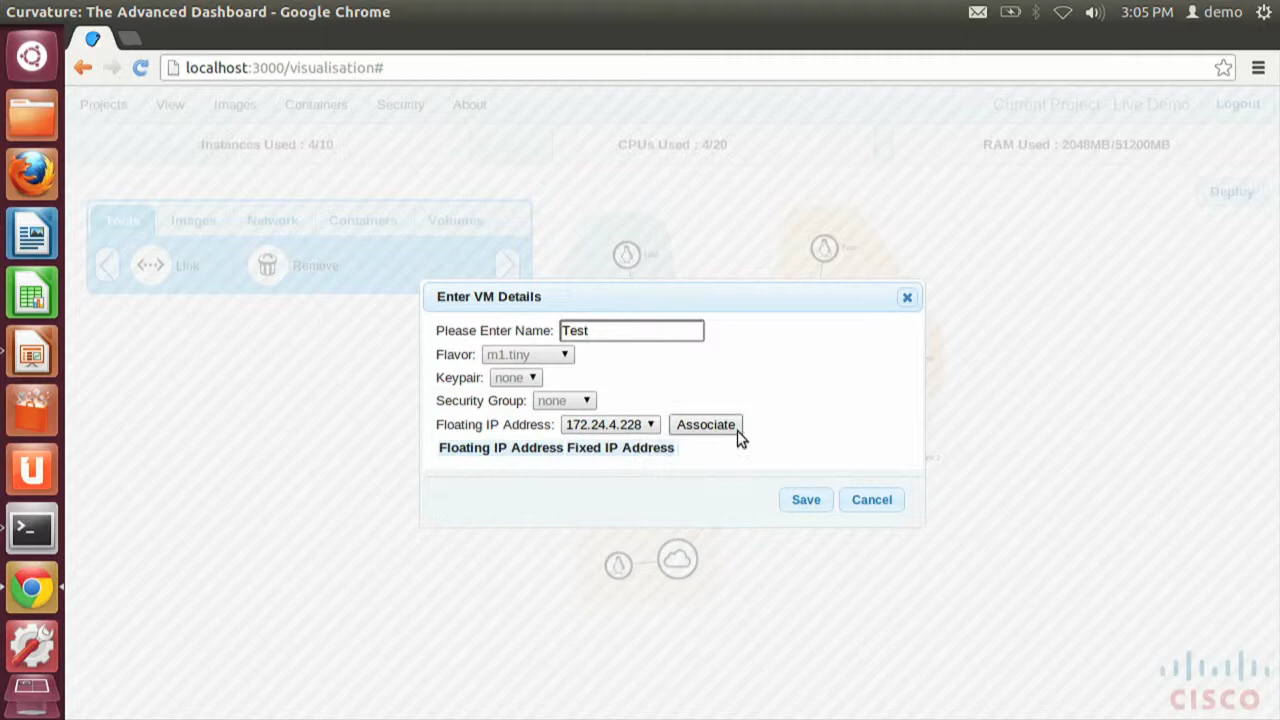 Curvature: The Advanced Dashboard - Google Chrome
3:05 PM
demo
localhost:3000/visualisation#
Projects
View
Images
Containers
Security
About
Current Project - Live Demo
Logout
Instances Used : 4/10
CPUs Used : 4/20
RAM Used : 2048MB/51200MB
Deploy
Tools
Images
Network
Containers
Volumes
Link
Remove
Enter VM Details
Please Enter Name: Test
Flavor: m1.tiny
Keypair: none
Security Group: none
Floating IP Address: 172.24.4.228 Associate
Floating IP Address Fixed IP Address
Save
Cancel
CISCO